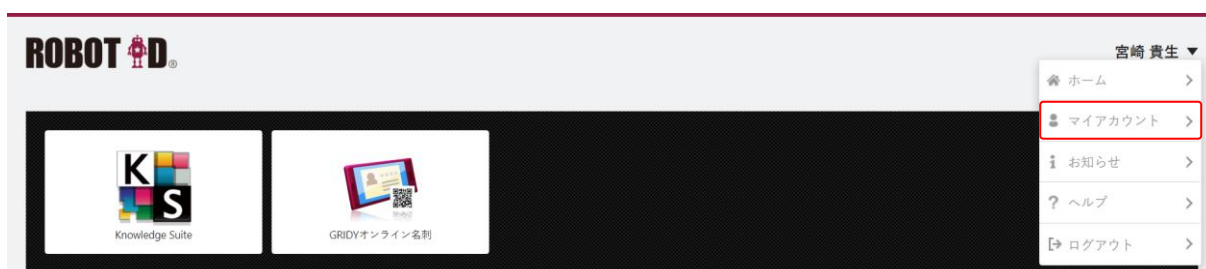 ROBOT ID®
宮崎 貴生 ▼
ホーム
マイアカウント
お知らせ
? ヘルプ
ログアウト
K
S
Knowledge Suite
GRIDYオンライン名刺